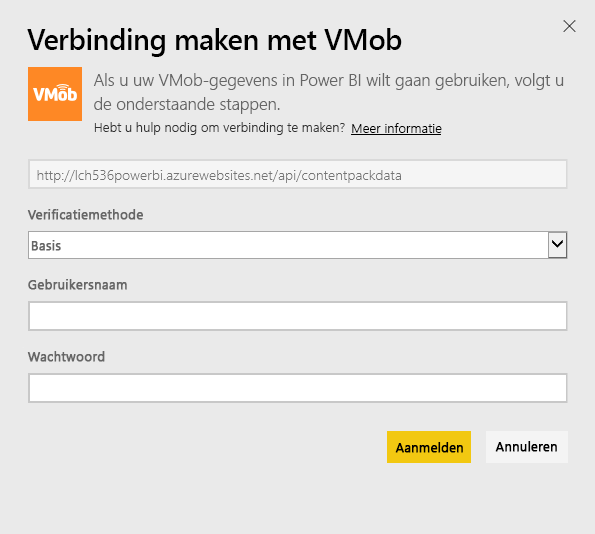 Verbinding maken met VMob
VMob
Als u uw VMob-gegevens in Power BI wilt gaan gebruiken, volgt u
de onderstaande stappen.
Hebt u hulp nodig om verbinding te maken? Meer informatie
http://lch536powerbi.azurewebsites.net/api/contentpackdata
Verificatiemethode
Basis
Gebruikersnaam
Wachtwoord
Aanmelden Annuleren